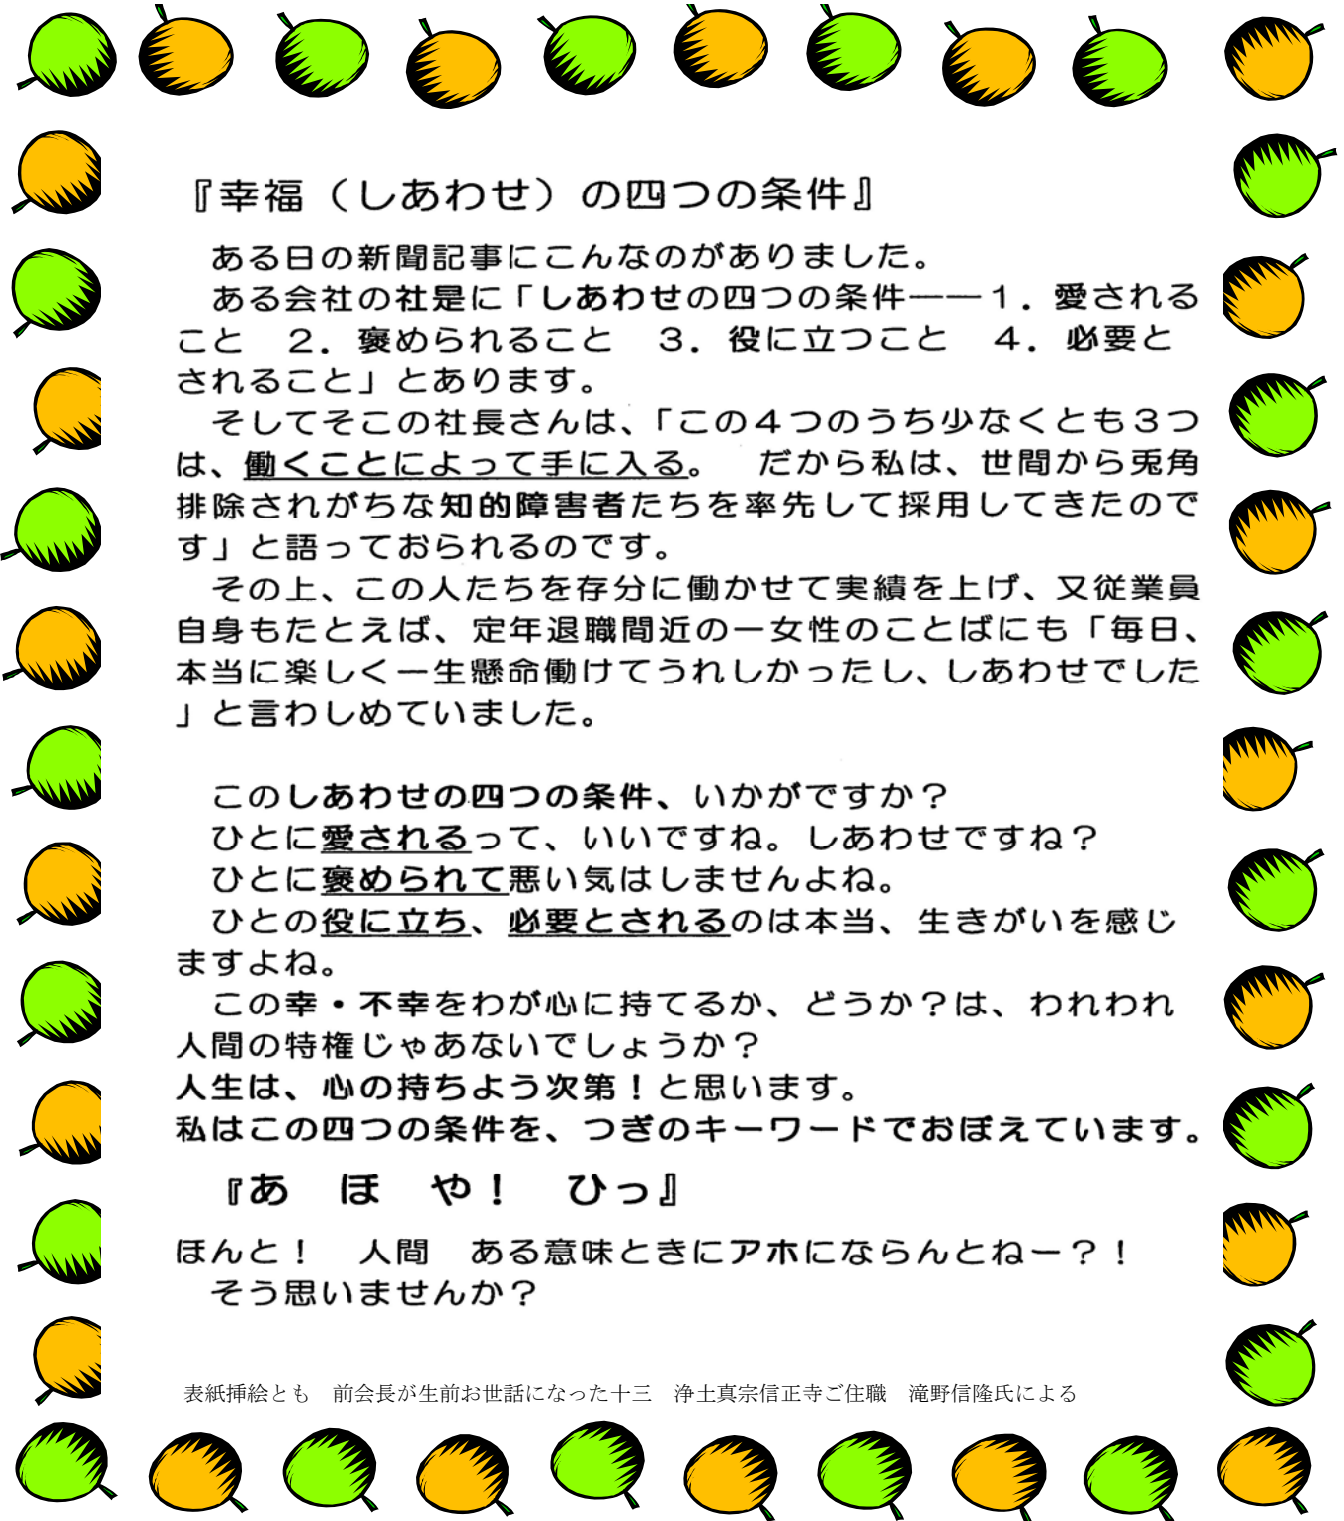 『幸福（しあわせ）の四つの条件』
ある日の新聞記事にこんなのがありました。
ある会社の社是に「しあわせの四つの条件――１．愛される
こと　２．褒められること　３．役に立つこと　４．必要と
されること」とあります。
そしてそこの社長さんは、「この４つのうち少なくとも３つ
は、働くことによって手に入る。　だから私は、世間から兎角
排除されがちな知的障害者たちを率先して採用してきたので
す」と語っておられるのです。
その上、この人たちを存分に働かせて実績を上げ、又従業員
自身もたとえば、定年退職間近の一女性のことばにも「毎日、
本当に楽しく一生懸命働けてうれしかったし、しあわせでした
」と言わしめていました。
このしあわせの四つの条件、いかがですか？
ひとに愛されるって、いいですね。しあわせですね？
ひとに褒められて悪い気はしませんよね。
ひとの役に立ち、必要とされるのは本当、生きがいを感じ
ますよね。
この幸・不幸をわが心に持てるか、どうか？は、われわれ
人間の特権じゃあないでしょうか？
人生は、心の持ちよう次第！と思います。
私はこの四つの条件を、つぎのキーワードでおぼえています。
『あ　ほ　や！　ひっ』
ほんと！　人間　ある意味ときにアホにならんとねー？！
そう思いませんか？
表紙挿絵とも　前会長が生前お世話になった十三　浄土真宗信正寺ご住職　滝野信隆氏による